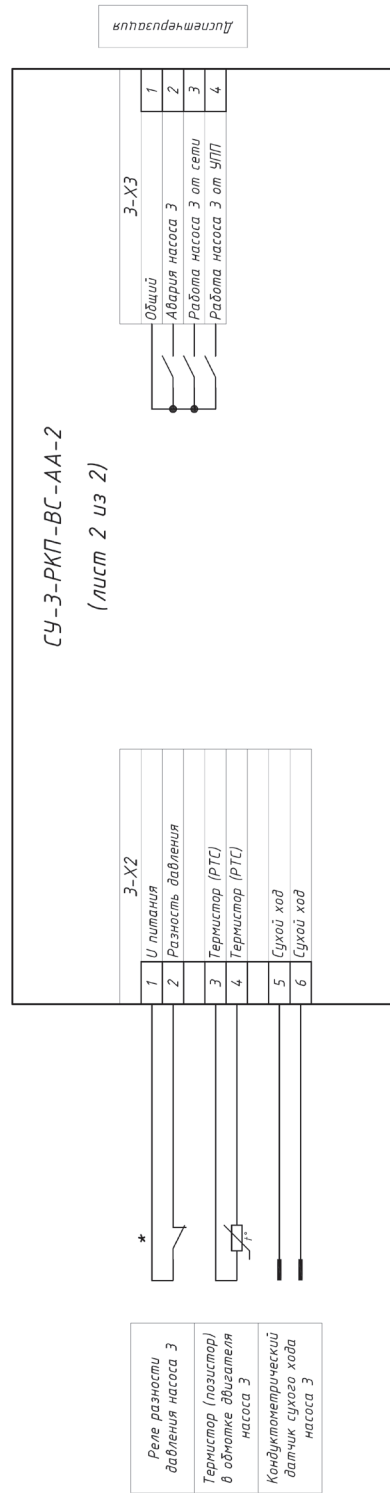 СУ-3-РКП-ВС-АА-2
(лист 2 из 2)
Реле разности
давления насоса 3
Термистор (позистор)
в обмотке двигателя
насоса 3
Кондуктометрический
датчик сухого хода
насоса 3
*
t°
3-X2
1 U питания
2 Разность давления
3 Термистор (PTC)
4 Термистор (PTC)
5 Сухой ход
6 Сухой ход
3-X3
Общий 1
Авария насоса 3 2
Работа насоса 3 от сети 3
Работа насоса 3 от УПП 4
Диспетчеризация